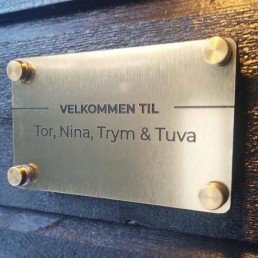 VELKOMMEN TIL
Tor, Nina, Trym & Tuva